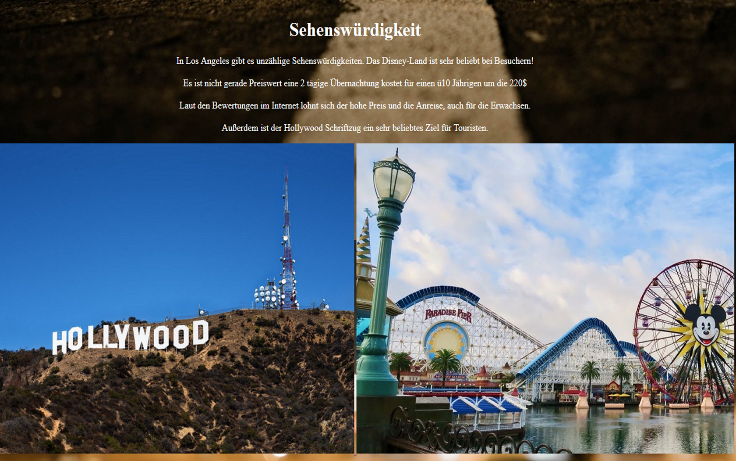 Sehenswürdigkeit
In Los Angeles gibt es unzählige Sehenswürdigkeiten. Das Disney-Land ist sehr beliebt bei Besuchern!
Es ist nicht gerade Preiswert eine 2 tägige Übernachtung kostet für einen ü10 Jährigen um die 220$
Laut den Bewertungen im Internet lohnt sich der hohe Preis und die Anreise, auch für die Erwachsen.
Außerdem ist der Hollywood Schriftzug ein sehr beliebtes Ziel für Touristen.
HOLLYWOOD
PARADISE PIER